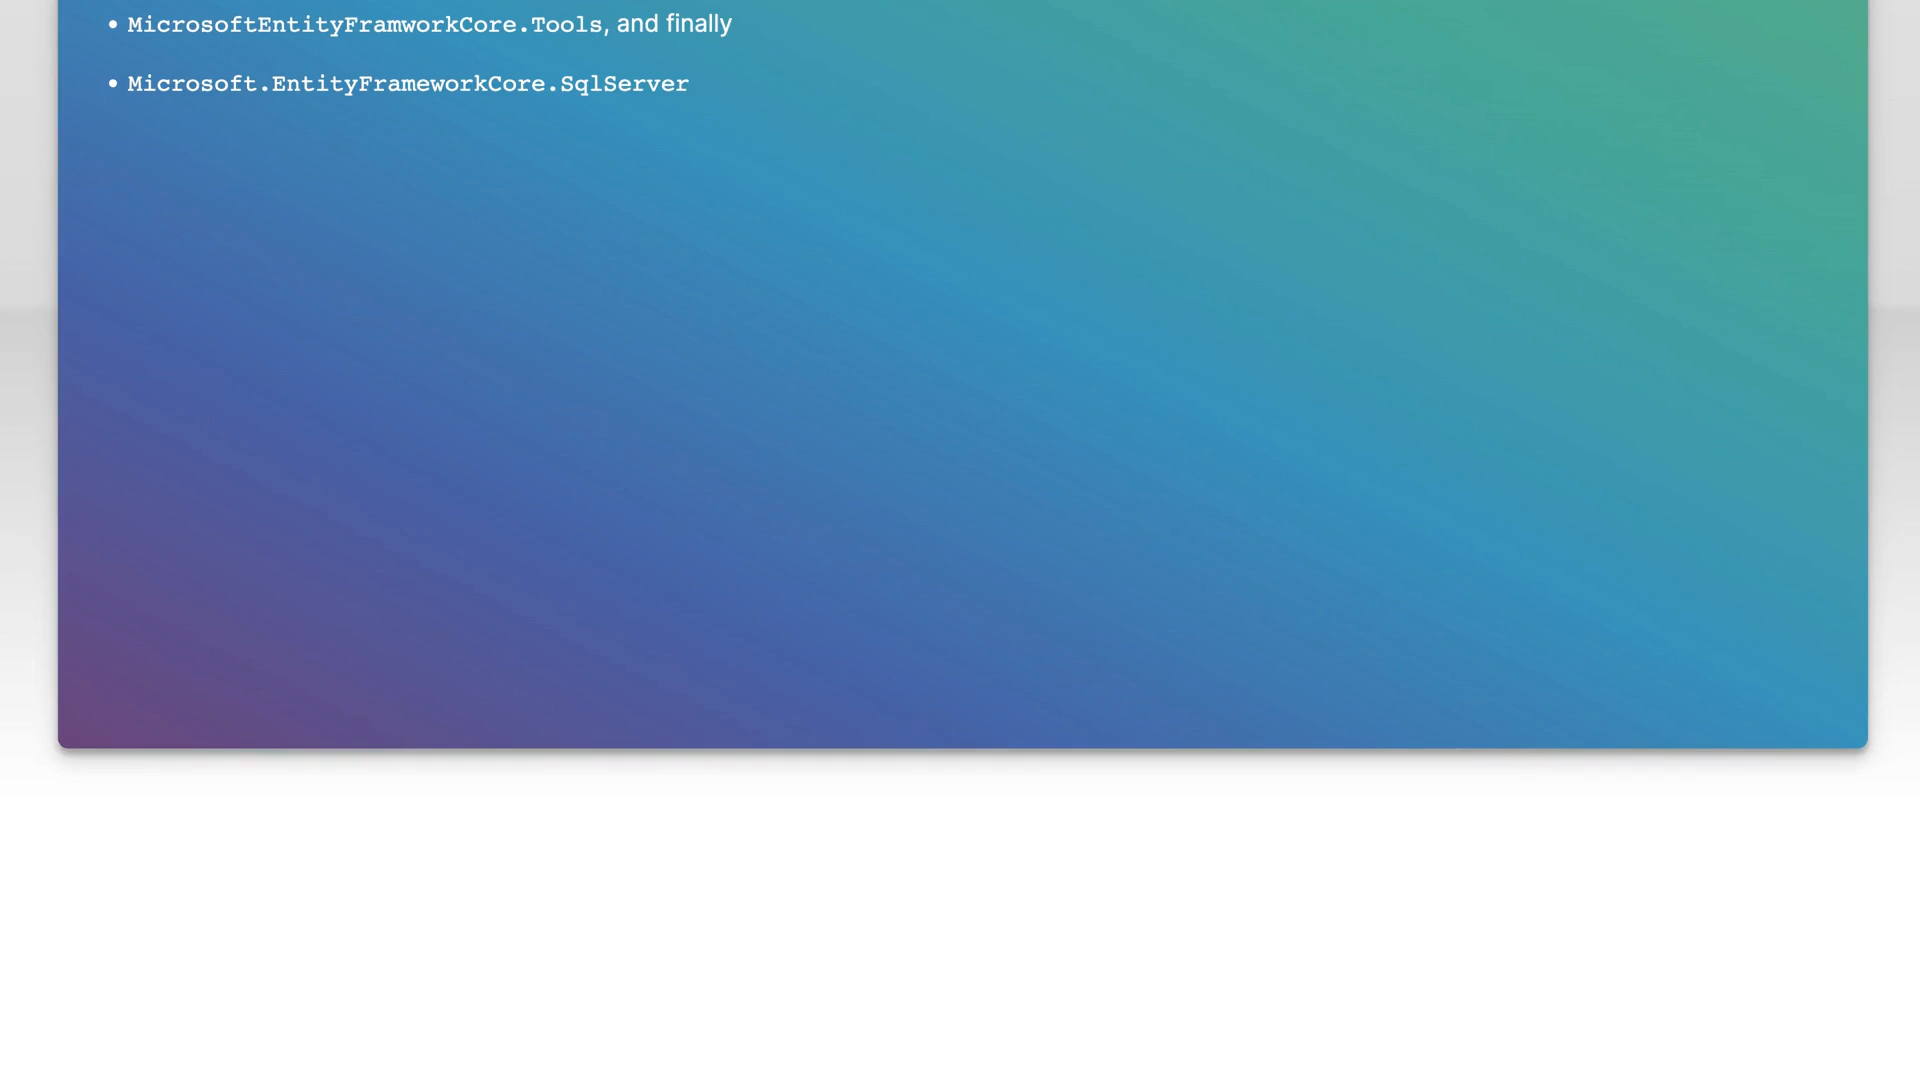 • MicrosoftEntityFramworkCore.Tools, and finally
• Microsoft.EntityFrameworkCore.SqlServer